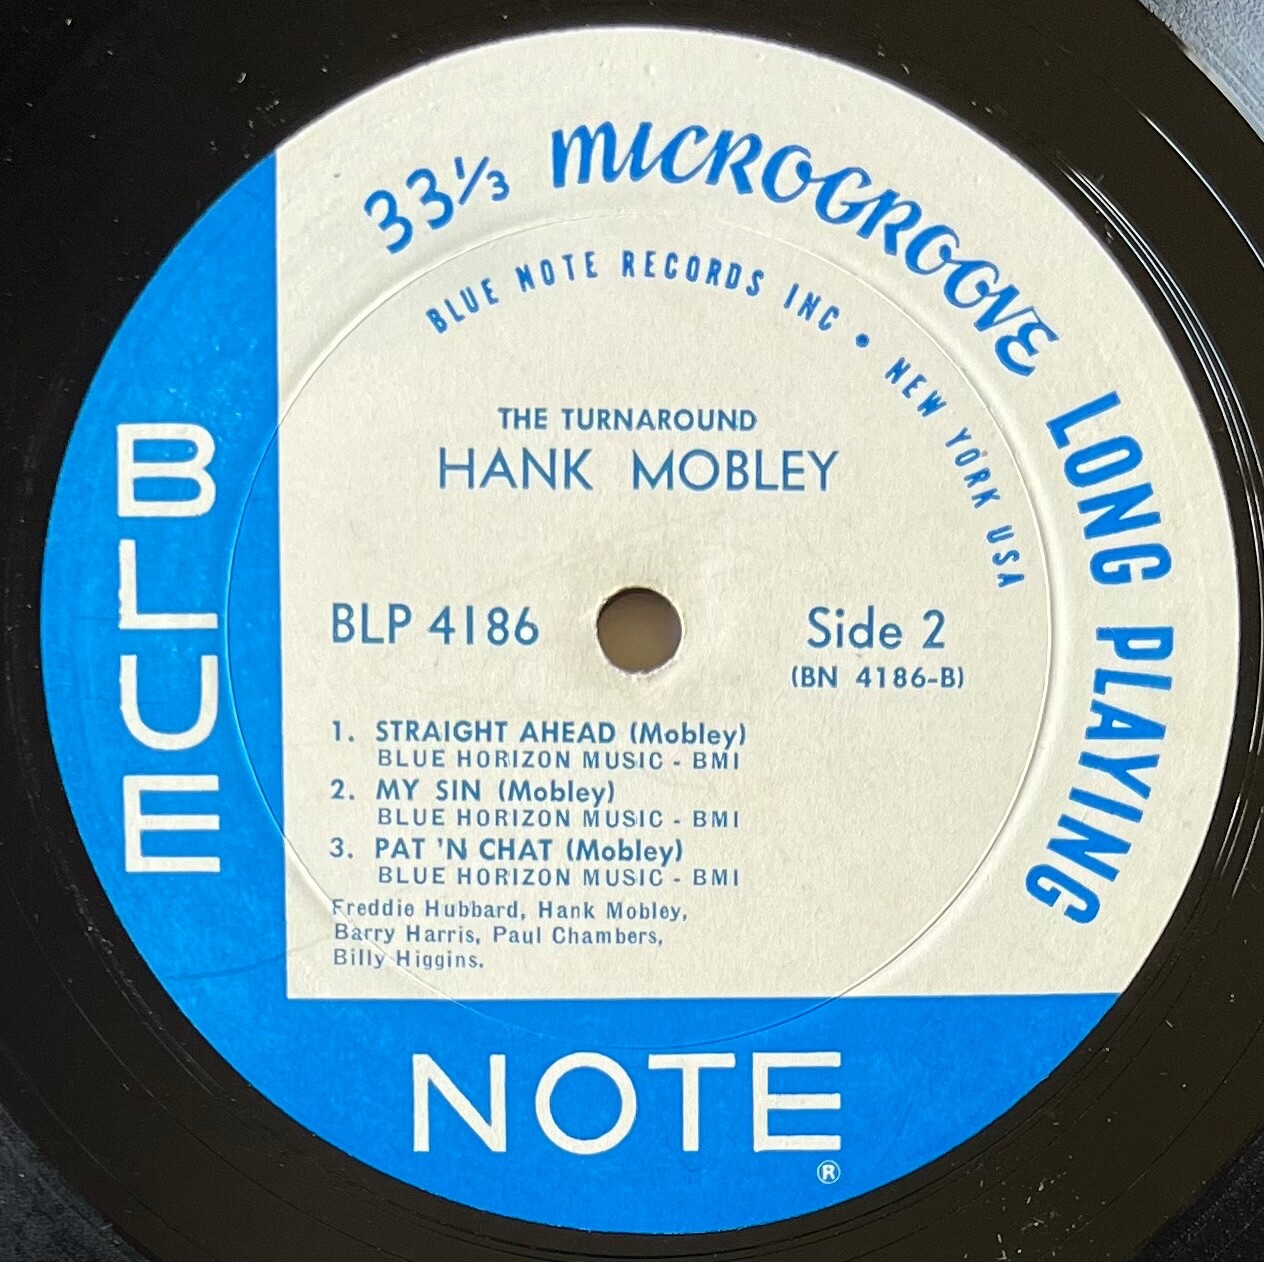 33⅓ MICROGROOVE LONG PLAYING
BLUE NOTE RECORDS INC • NEW YORK USA
THE TURNAROUND
HANK MOBLEY
BLP 4186
Side 2
(BN 4186-B)
1. STRAIGHT AHEAD (Mobley)
BLUE HORIZON MUSIC - BMI
2. MY SIN (Mobley)
BLUE HORIZON MUSIC - BMI
3. PAT 'N CHAT (Mobley)
BLUE HORIZON MUSIC - BMI
Freddie Hubbard, Hank Mobley,
Barry Harris, Paul Chambers,
Billy Higgins.
BLUE
NOTE
®